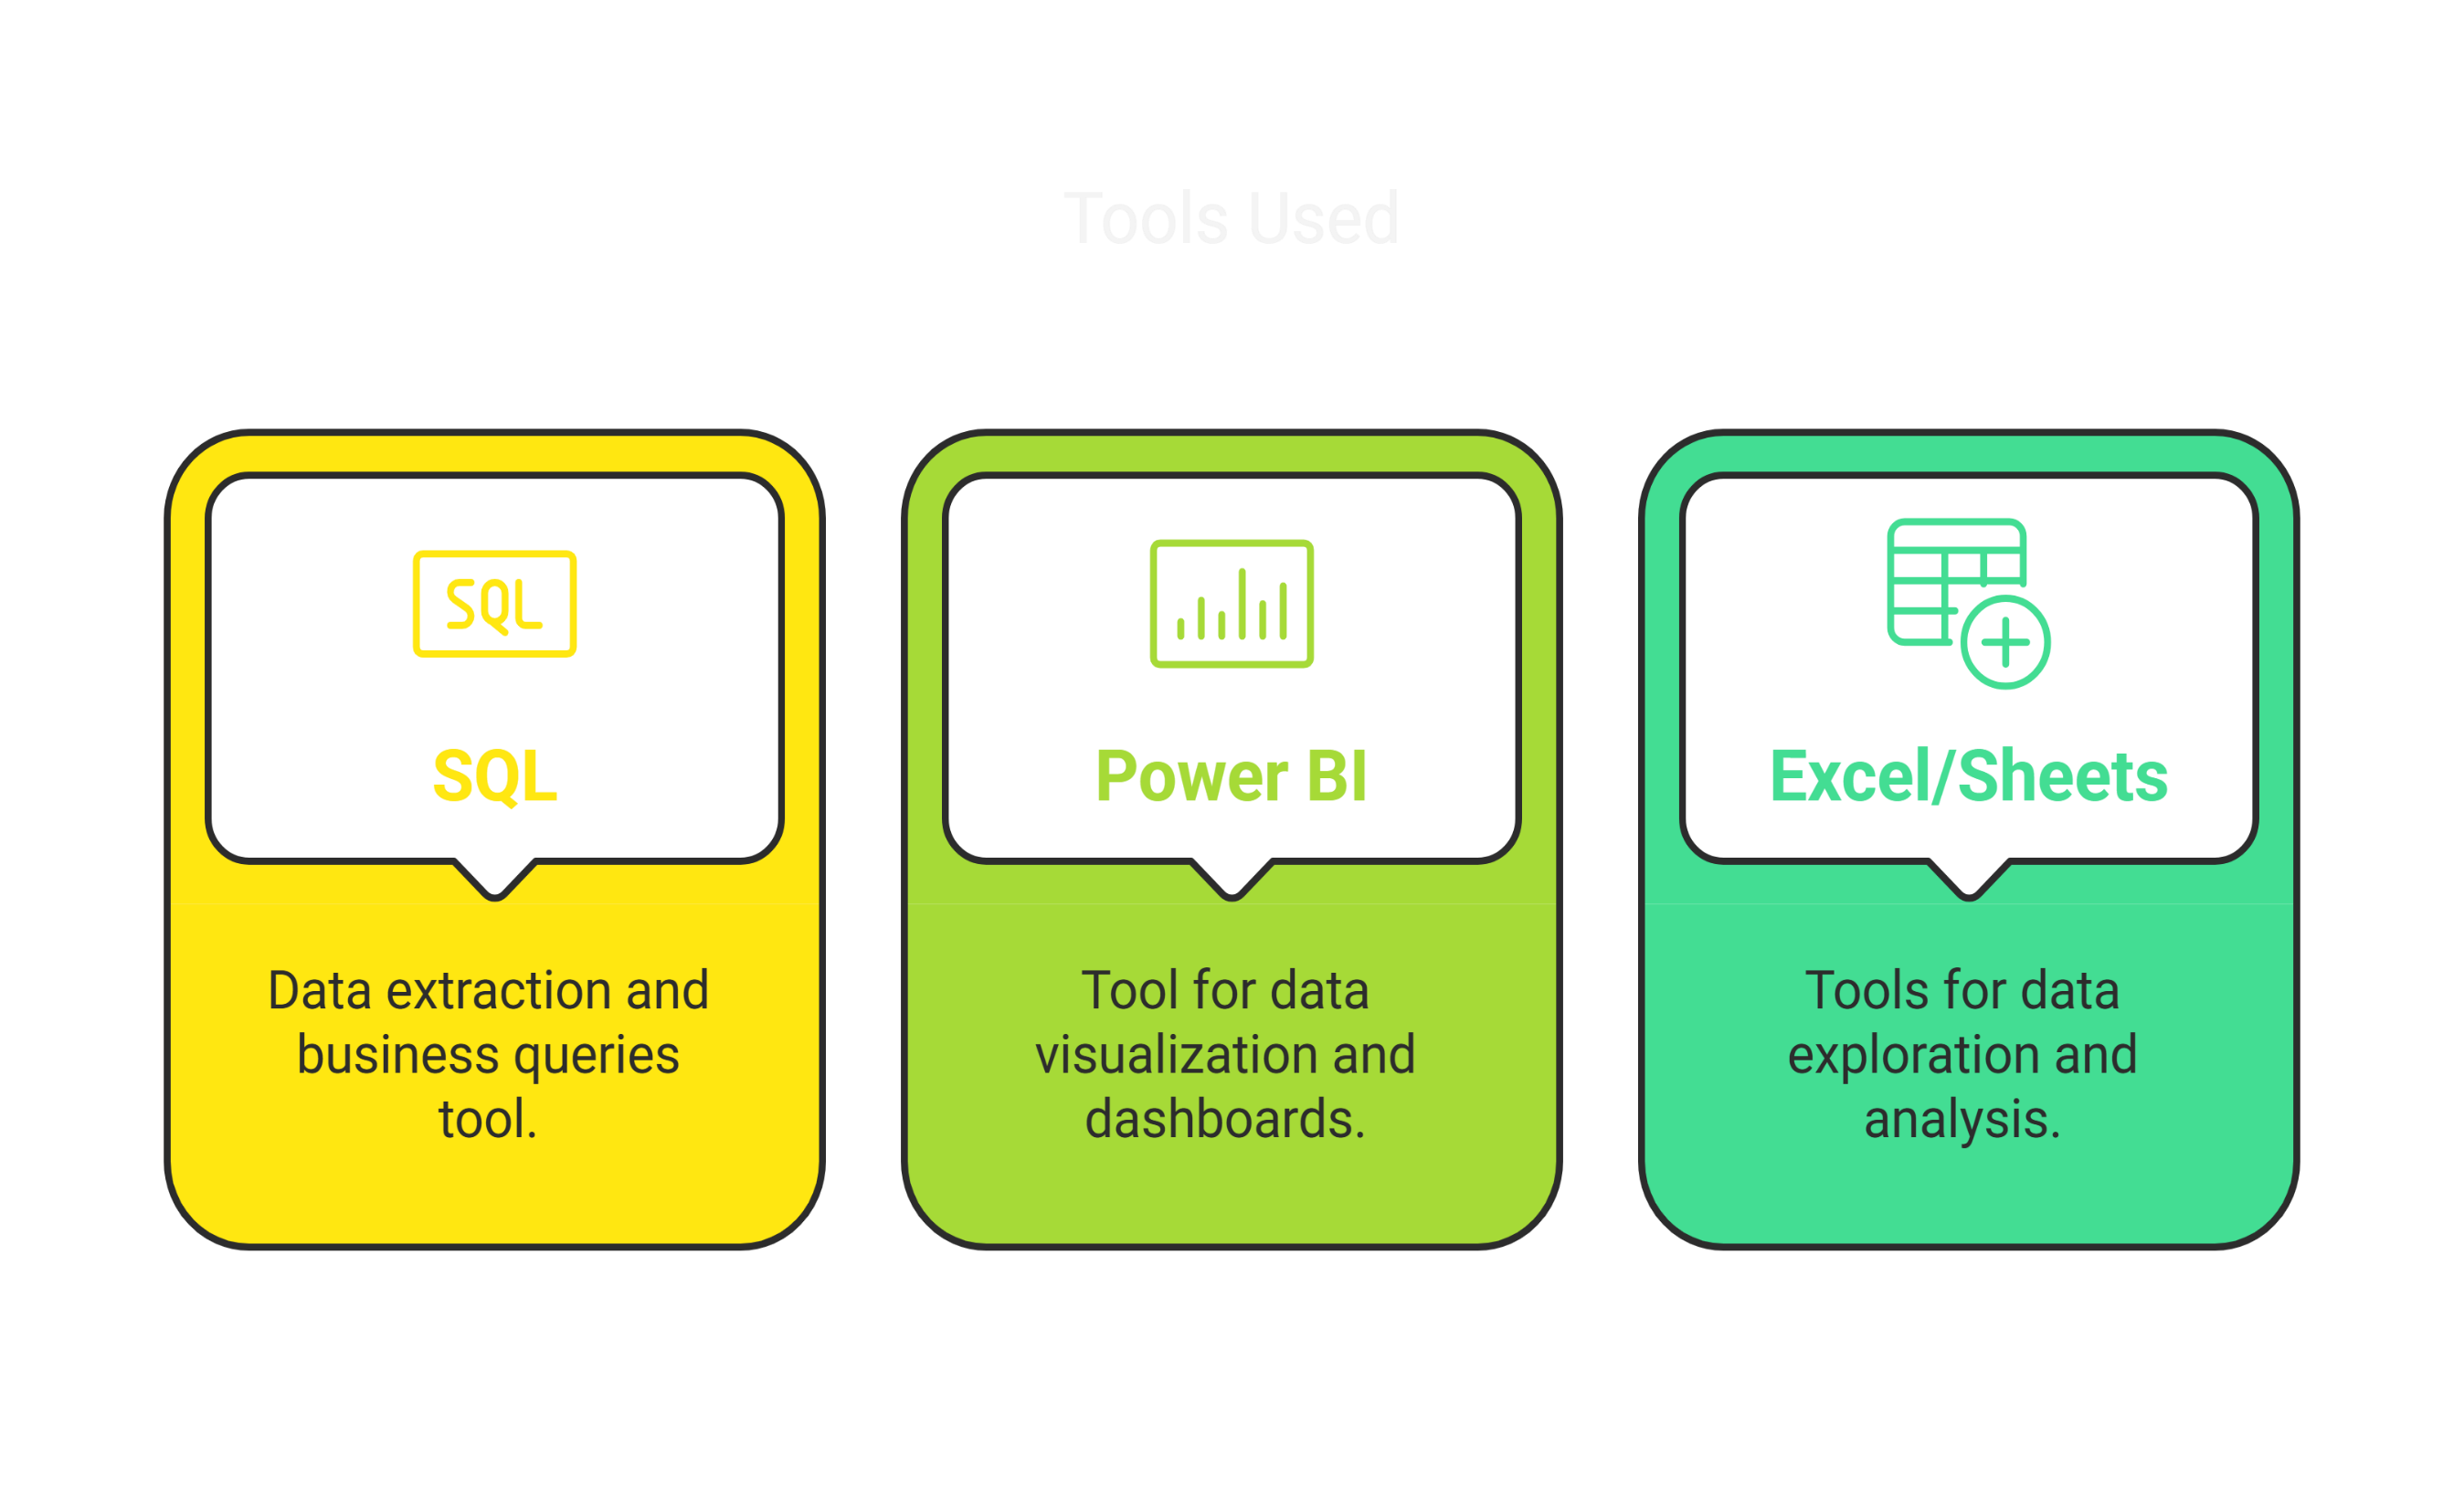 Tools Used
SQL
SQL
Data extraction and
business queries
tool.
Power BI
Tool for data
visualization and
dashboards.
Excel/Sheets
Tools for data
exploration and
analysis.